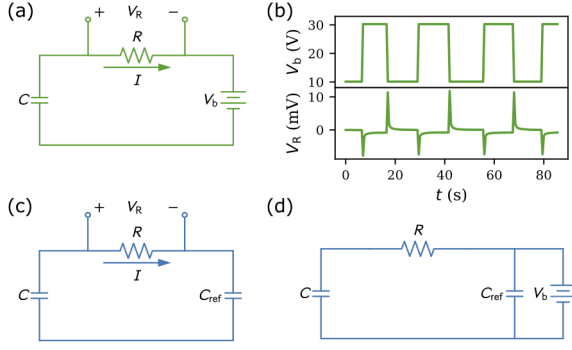 (a)
+ V_R −
R
I
C
V_b
(b)
V_b (V)
30
20
10
V_R (mV)
10
0
0 20 40 60 80
t (s)
(c)
+ V_R −
R
I
C
C_ref
(d)
R
C
C_ref
V_b